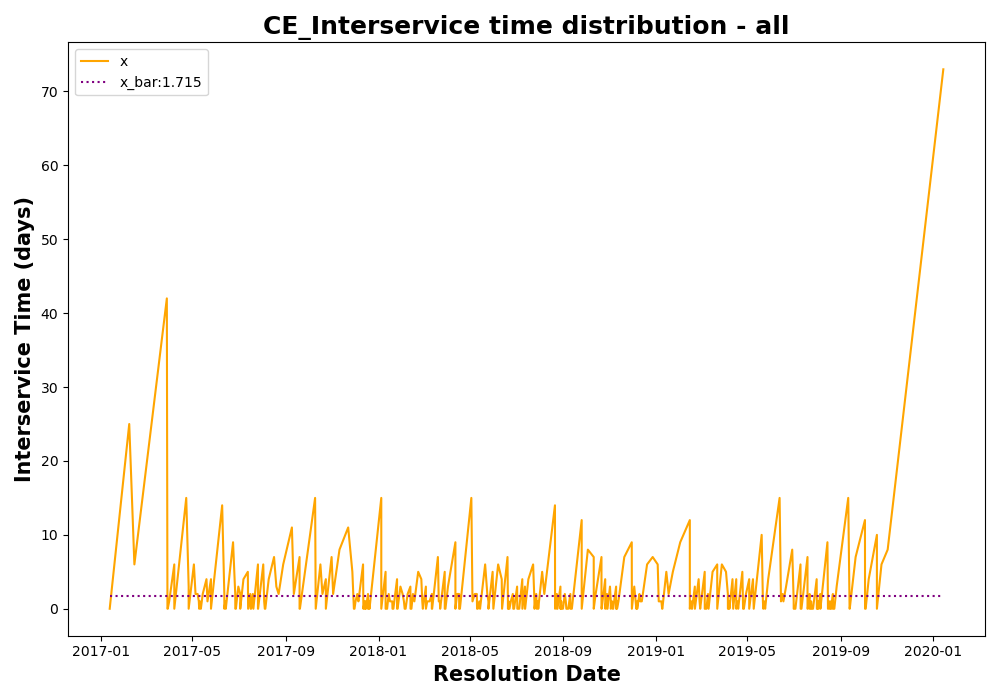 CE_Interservice time distribution - all
x
x_bar:1.715
Interservice Time (days)
70
60
50
40
30
20
10
0
2017-01 2017-05 2017-09 2018-01 2018-05 2018-09 2019-01 2019-05 2019-09 2020-01
Resolution Date